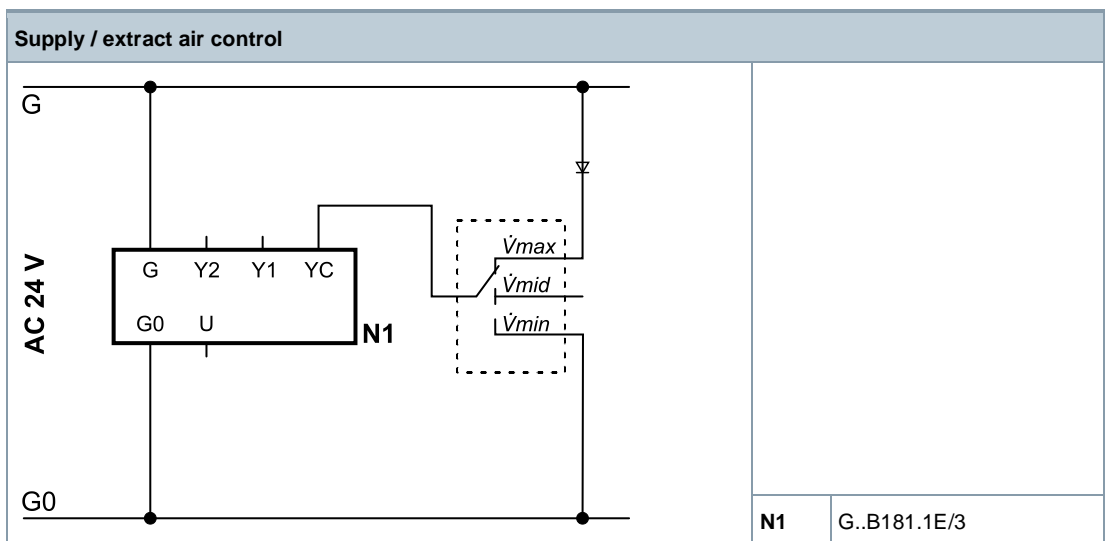 Supply / extract air control
G
AC 24 V
G Y2 Y1 YC
G0 U
N1
V̇max
V̇mid
V̇min
G0
N1 G..B181.1E/3